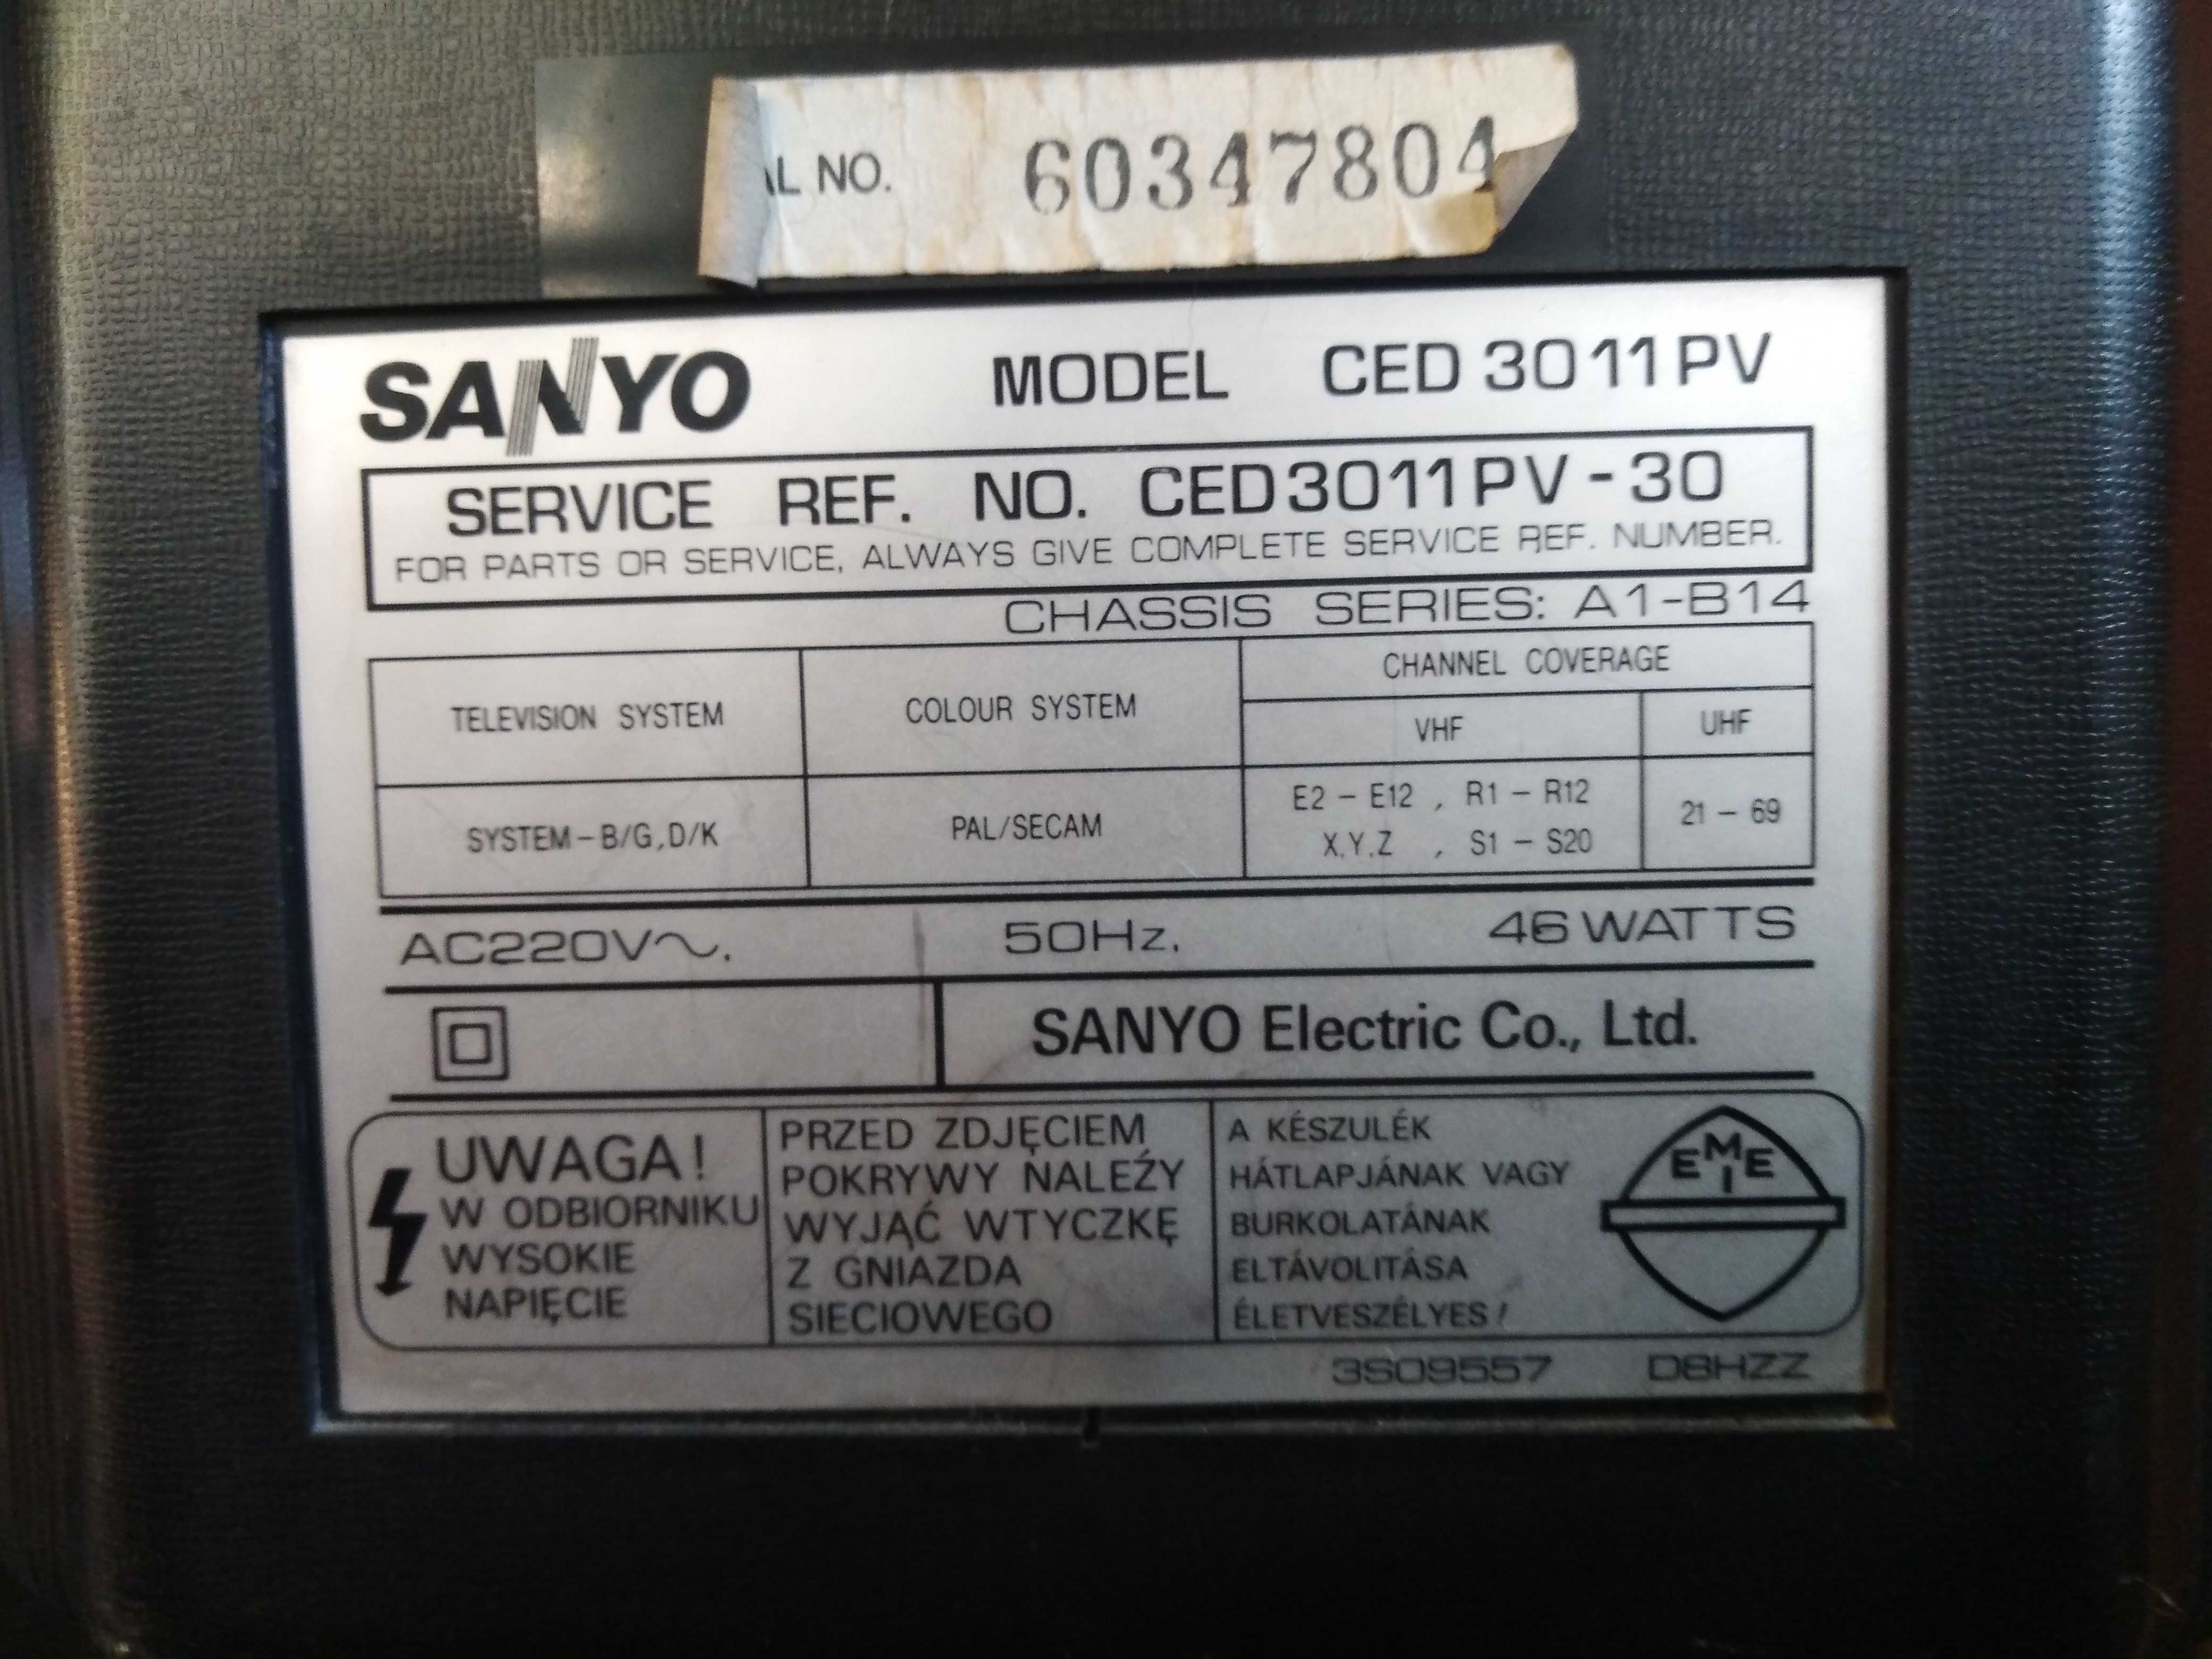 AL NO. 60347804
SANYO MODEL CED 3011PV
SERVICE REF. NO. CED3011PV-30
FOR PARTS OR SERVICE, ALWAYS GIVE COMPLETE SERVICE REF. NUMBER.
CHASSIS SERIES: A1-B14
TELEVISION SYSTEM COLOUR SYSTEM CHANNEL COVERAGE
VHF UHF
SYSTEM-B/G,D/K PAL/SECAM E2 - E12 , R1 - R12
X.Y.Z , S1 - S20 21 - 69
AC220V~. 50Hz. 46 WATTS
SANYO Electric Co., Ltd.
UWAGA!
W ODBIORNIKU
WYSOKIE
NAPIĘCIE
PRZED ZDJĘCIEM
POKRYWY NALEŹY
WYJĄĆ WTYCZKĘ
Z GNIAZDA
SIECIOWEGO
A KÉSZULÉK
HÁTLAPJÁNAK VAGY
BURKOLATÁNAK
ELTÁVOLITÁSA
ÉLETVESZÉLYES!
EMEI
3S09557 D8HZZ